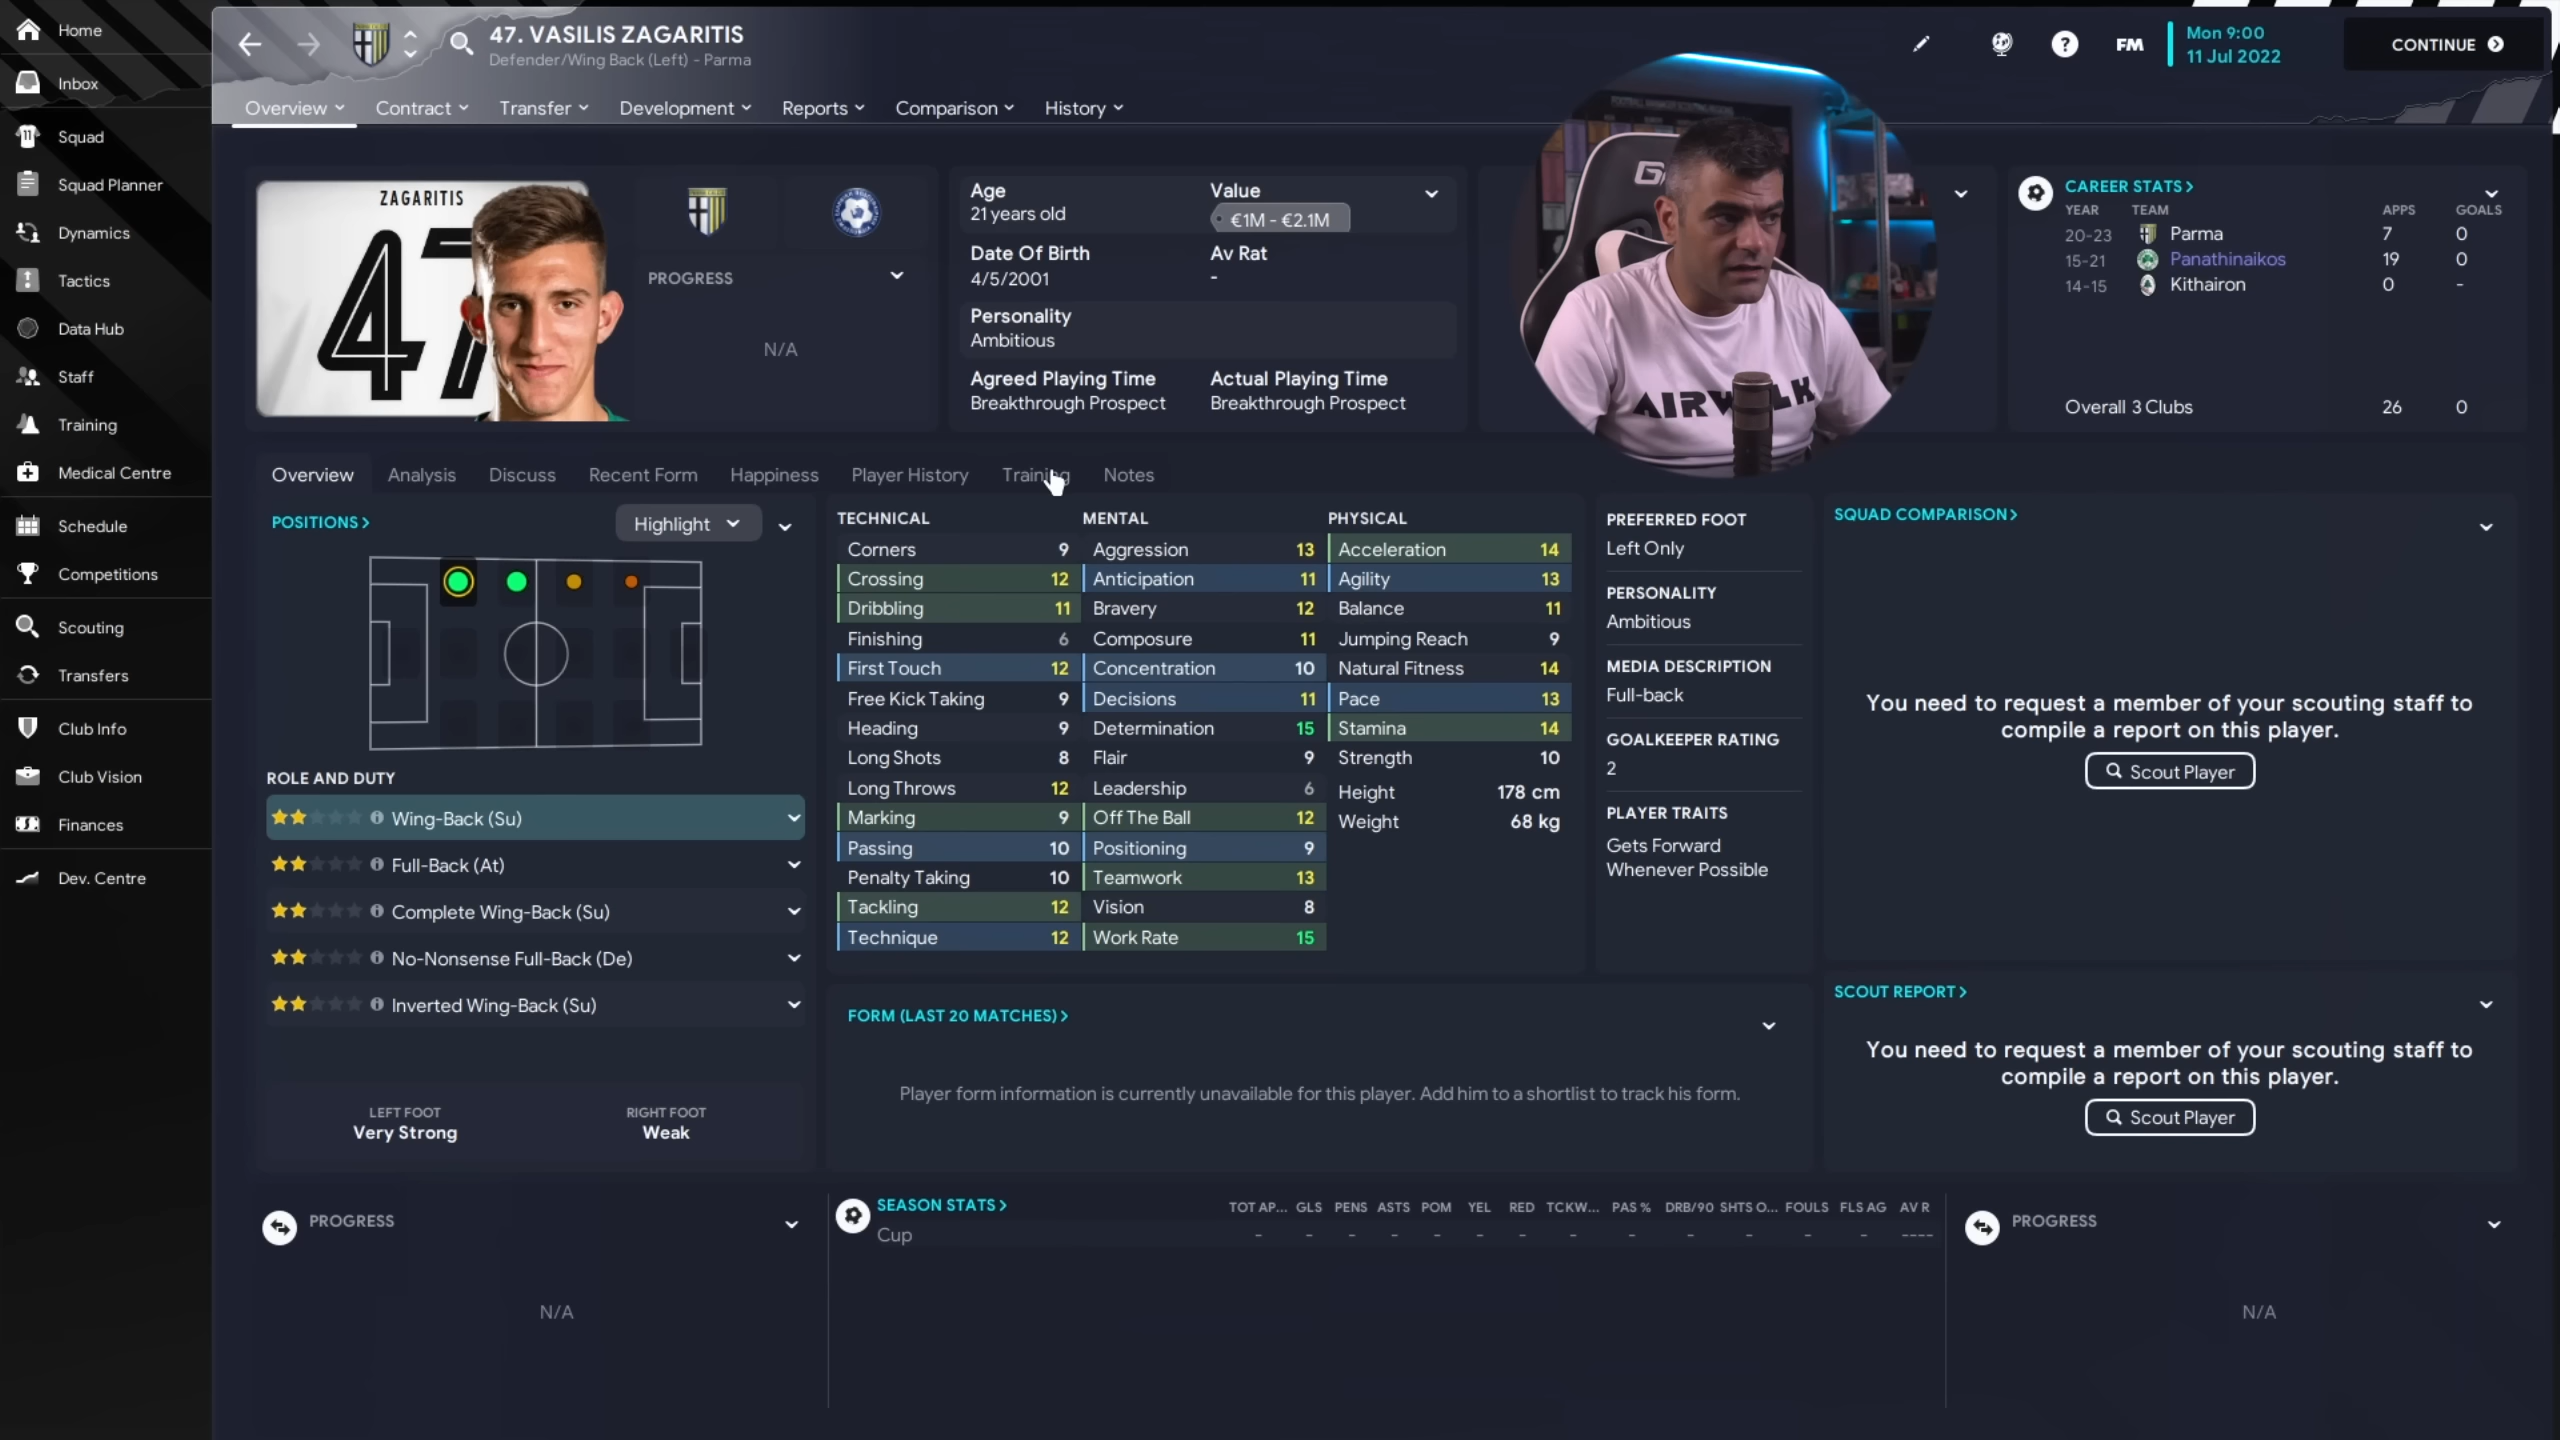 Home
Inbox
Squad
Squad Planner
Dynamics
Tactics
Data Hub
Staff
Training
Medical Centre
Schedule
Competitions
Scouting
Transfers
Club Info
Club Vision
Finances
Dev. Centre
47. VASILIS ZAGARITIS
Defender/Wing Back (Left) - Parma
FM
Mon 9:00
11 Jul 2022
CONTINUE
Overview Contract Transfer Development Reports Comparison History
ZAGARITIS
47
PROGRESS
N/A
Age
21 years old
Value
€1M - €2.1M
Date Of Birth
4/5/2001
Av Rat
-
Personality
Ambitious
Agreed Playing Time
Breakthrough Prospect
Actual Playing Time
Breakthrough Prospect
CAREER STATS >
YEAR TEAM APPS GOALS
20-23 Parma 7 0
15-21 Panathinaikos 19 0
14-15 Kithairon 0 -
Overall 3 Clubs 26 0
Overview Analysis Discuss Recent Form Happiness Player History Training Notes
POSITIONS >
Highlight
ROLE AND DUTY
Wing-Back (Su)
Full-Back (At)
Complete Wing-Back (Su)
No-Nonsense Full-Back (De)
Inverted Wing-Back (Su)
LEFT FOOT
Very Strong
RIGHT FOOT
Weak
TECHNICAL
Corners 9
Crossing 12
Dribbling 11
Finishing 6
First Touch 12
Free Kick Taking 9
Heading 9
Long Shots 8
Long Throws 12
Marking 9
Passing 10
Penalty Taking 10
Tackling 12
Technique 12
MENTAL
Aggression 13
Anticipation 11
Bravery 12
Composure 11
Concentration 10
Decisions 11
Determination 15
Flair 9
Leadership 6
Off The Ball 12
Positioning 9
Teamwork 13
Vision 8
Work Rate 15
PHYSICAL
Acceleration 14
Agility 13
Balance 11
Jumping Reach 9
Natural Fitness 14
Pace 13
Stamina 14
Strength 10
Height 178 cm
Weight 68 kg
PREFERRED FOOT
Left Only
PERSONALITY
Ambitious
MEDIA DESCRIPTION
Full-back
GOALKEEPER RATING
2
PLAYER TRAITS
Gets Forward
Whenever Possible
SQUAD COMPARISON >
You need to request a member of your scouting staff to
compile a report on this player.
Scout Player
SCOUT REPORT >
You need to request a member of your scouting staff to
compile a report on this player.
Scout Player
FORM (LAST 20 MATCHES) >
Player form information is currently unavailable for this player. Add him to a shortlist to track his form.
PROGRESS
N/A
SEASON STATS >
TOT AP... GLS PENS ASTS POM YEL RED TCKW... PAS % DRB/90 SHTS O... FOULS FLS AG AV R
Cup - - - - - - - - - - - - - ----
PROGRESS
N/A